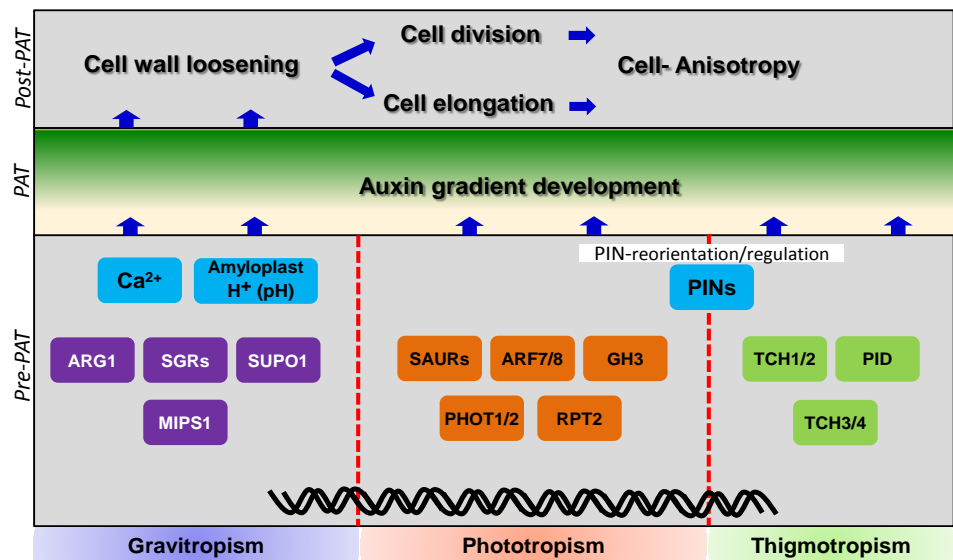 Post-PAT
Cell wall loosening
Cell division
Cell elongation
Cell- Anisotropy
PAT
Auxin gradient development
Pre-PAT
PIN-reorientation/regulation
Ca²⁺
Amyloplast
H⁺ (pH)
PINs
ARG1
SGRs
SUPO1
MIPS1
SAURs
ARF7/8
GH3
PHOT1/2
RPT2
TCH1/2
PID
TCH3/4
Gravitropism
Phototropism
Thigmotropism